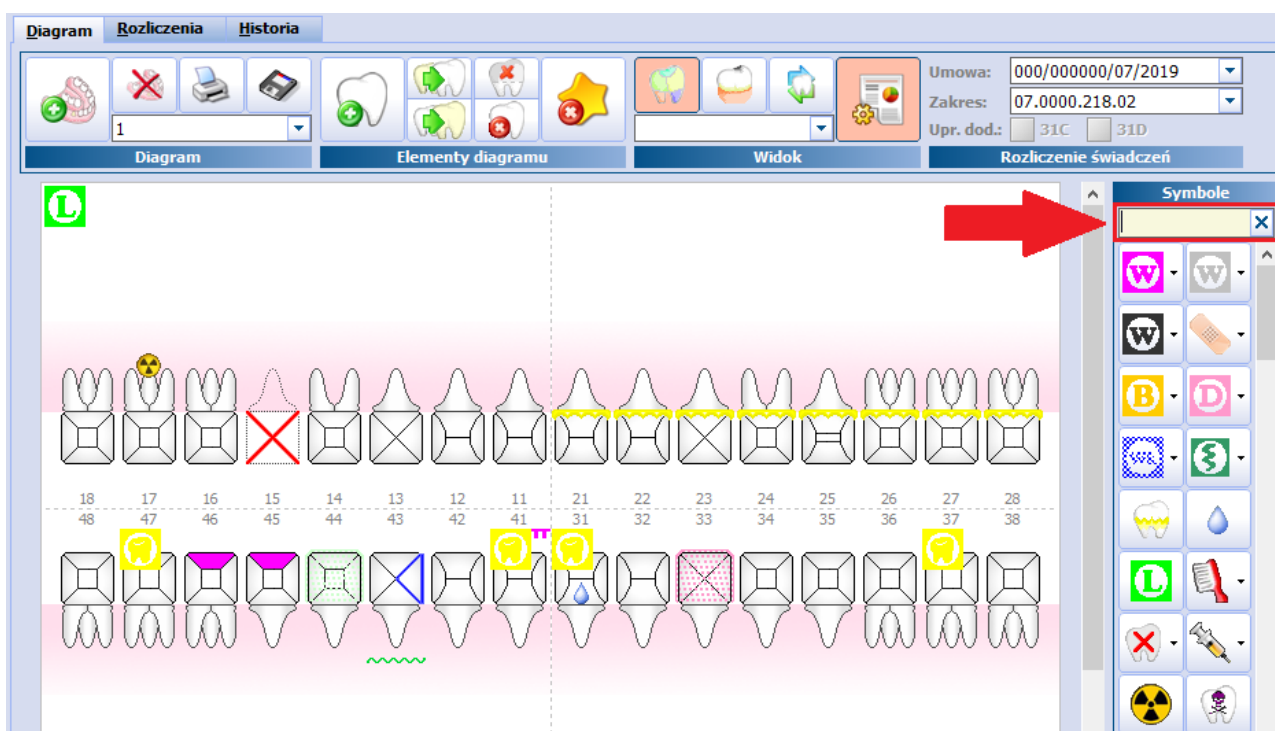 Diagram Rozliczenia Historia
Umowa: 000/000000/07/2019
Zakres: 07.0000.218.02
1
Upr. dod.: 31C 31D
Diagram Elementy diagramu Widok Rozliczenie świadczeń
L
Symbole
W W
W
B D
18 17 16 15 14 13 12 11 21 22 23 24 25 26 27 28
48 47 46 45 44 43 42 41 31 32 33 34 35 36 37 38
L